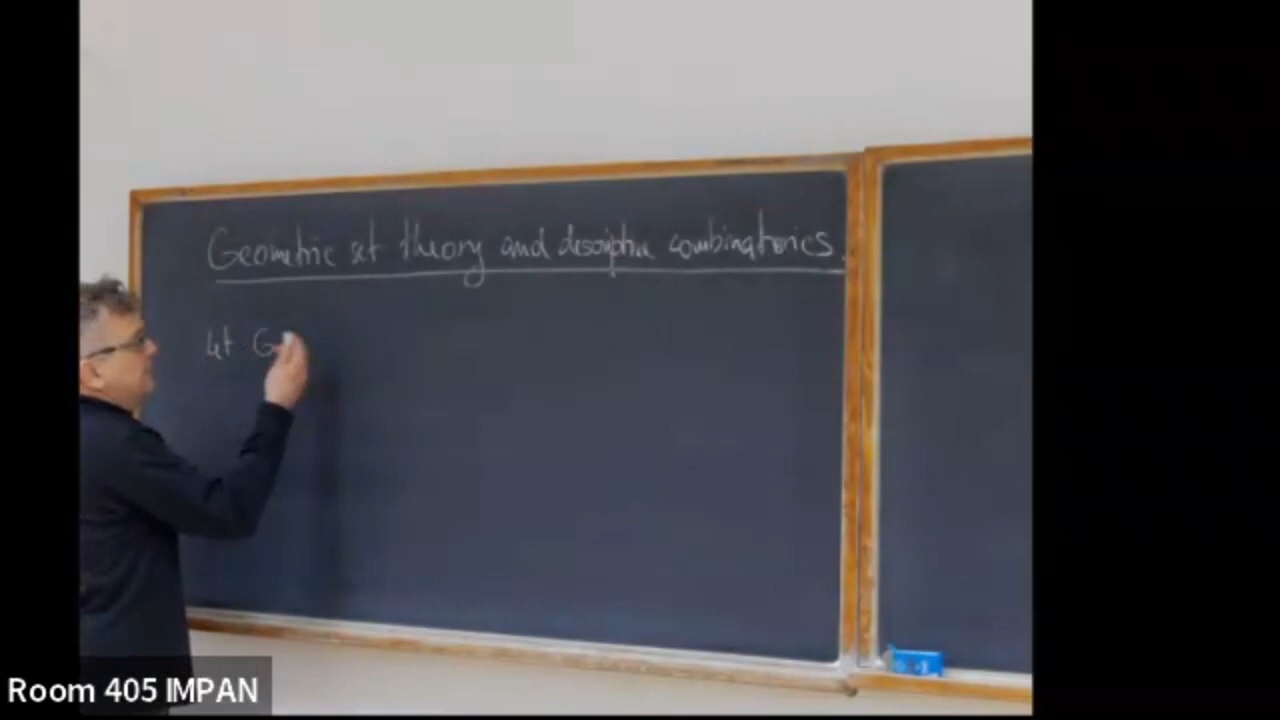 Geometric set theory and descriptive combinatorics.
Let G
Room 405 IMPAN